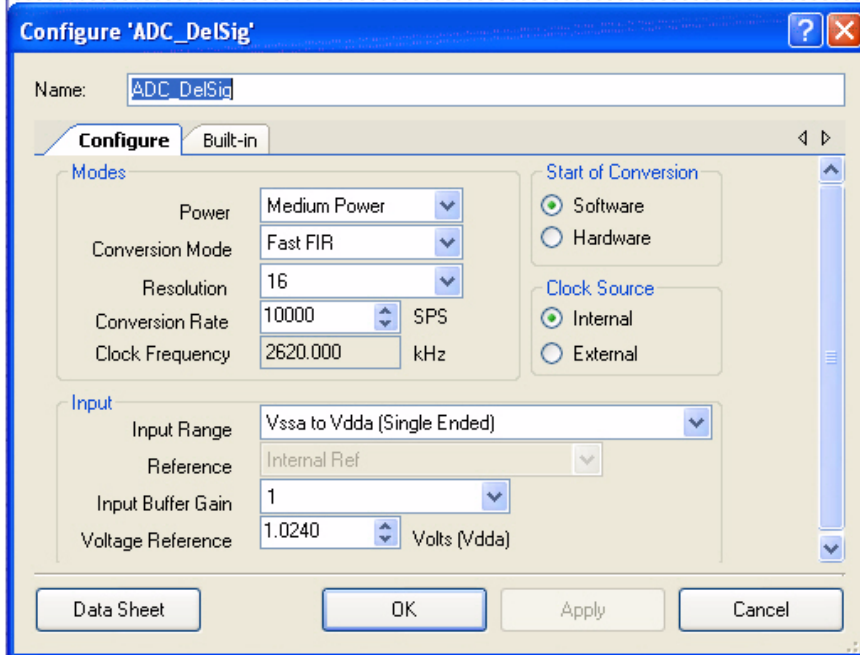 Configure 'ADC_DelSig'
Name: ADC_DelSig
Configure Built-in
Modes
Power Medium Power
Conversion Mode Fast FIR
Resolution 16
Conversion Rate 10000 SPS
Clock Frequency 2620.000 kHz
Start of Conversion
Software
Hardware
Clock Source
Internal
External
Input
Input Range Vssa to Vdda (Single Ended)
Reference Internal Ref
Input Buffer Gain 1
Voltage Reference 1.0240 Volts (Vdda)
Data Sheet OK Apply Cancel